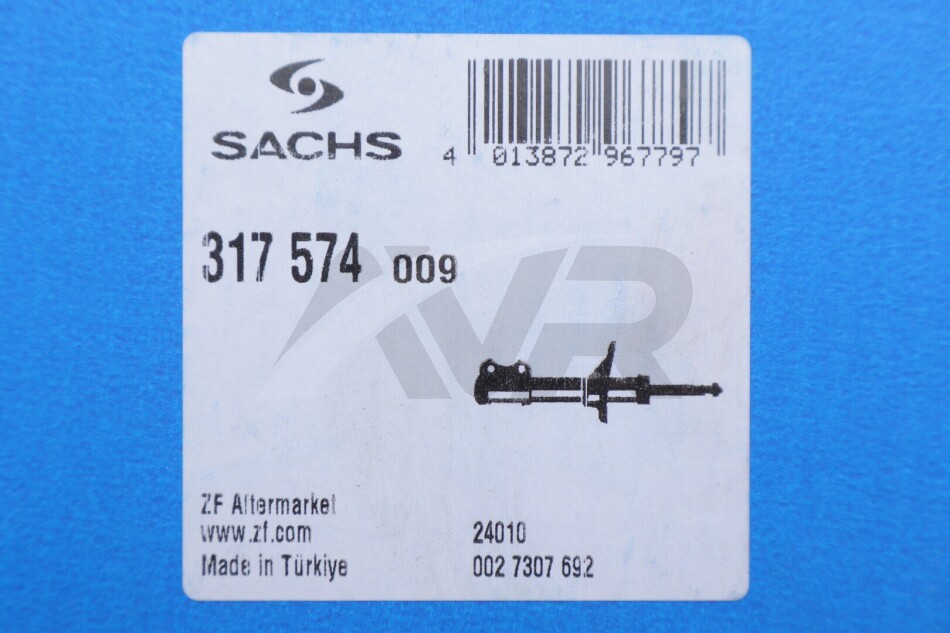 SACHS
4 013872 967797
317 574 009
AVR
ZF Aftermarket
www.zf.com
Made in Türkiye
24010
002 7307 692